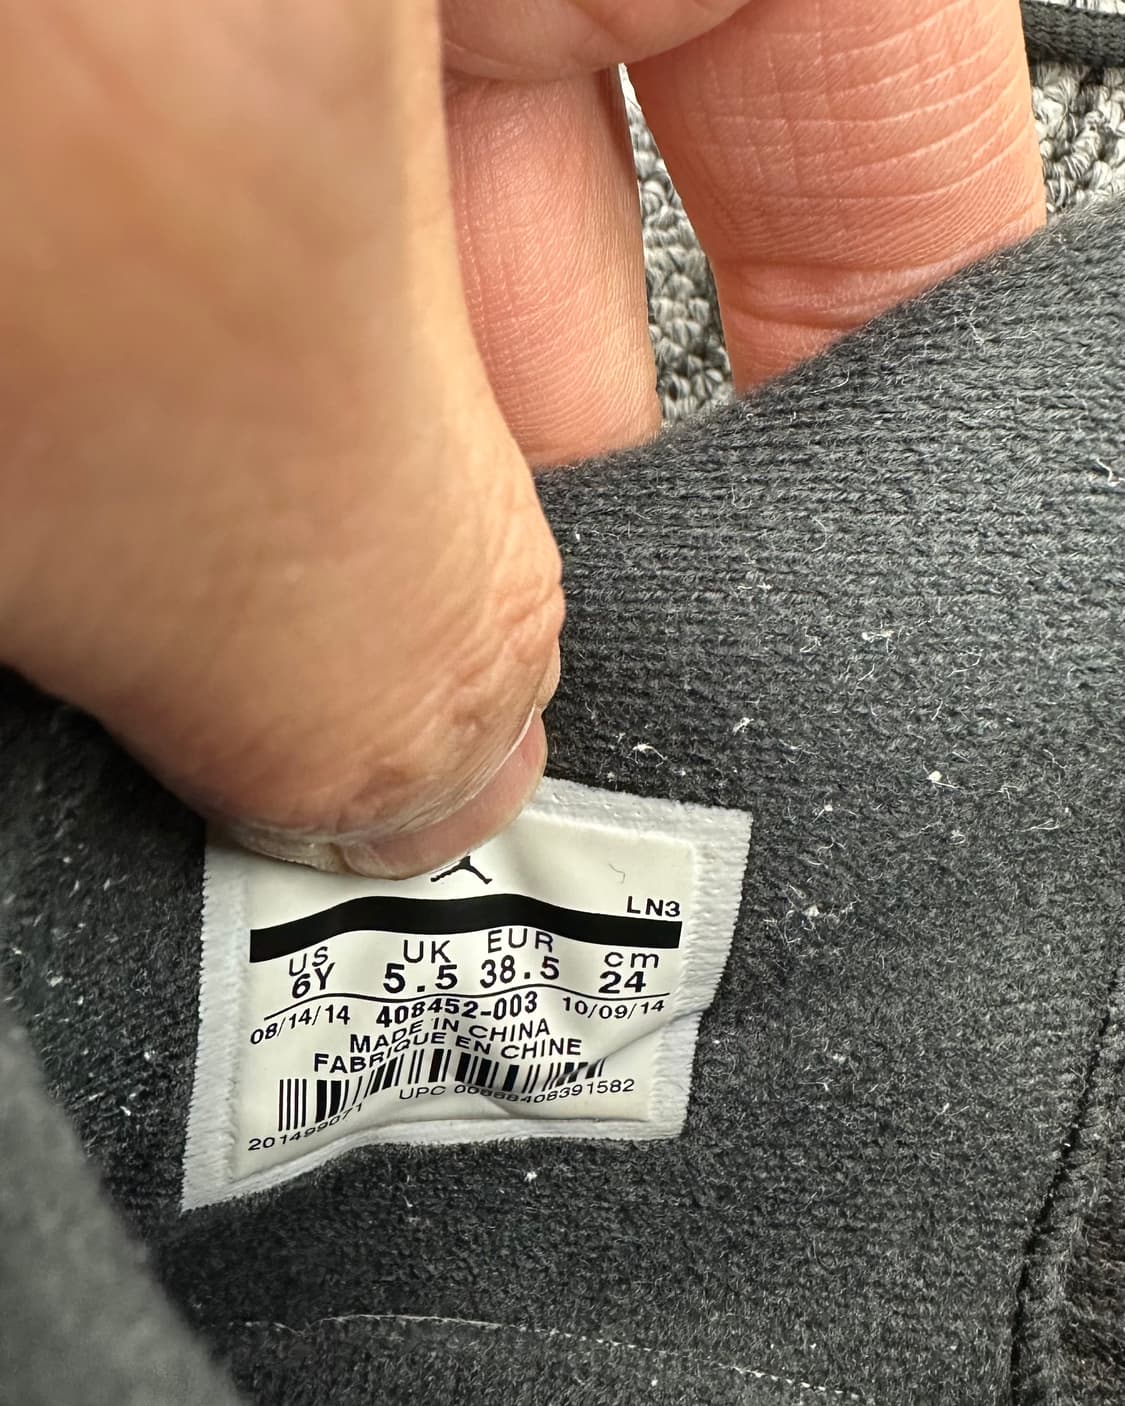 LN3
US UK EUR cm
6Y 5.5 38.5 24
08/14/14 408452-003 10/09/14
MADE IN CHINA
FABRIQUE EN CHINE
UPC 00888408391582
201499071